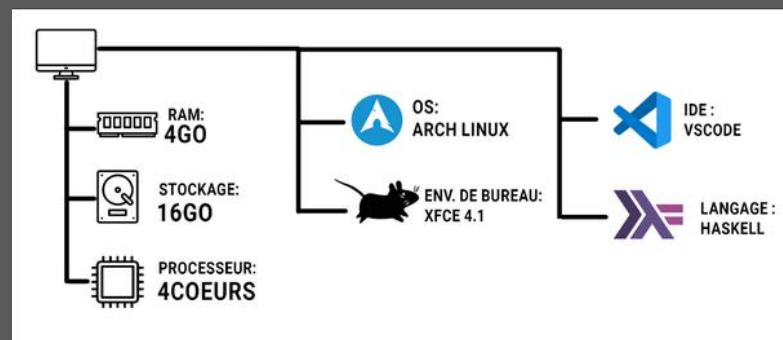 RAM:
4GO
STOCKAGE:
16GO
PROCESSEUR:
4COEURS
OS:
ARCH LINUX
ENV. DE BUREAU:
XFCE 4.1
IDE :
VSCODE
LANGAGE :
HASKELL